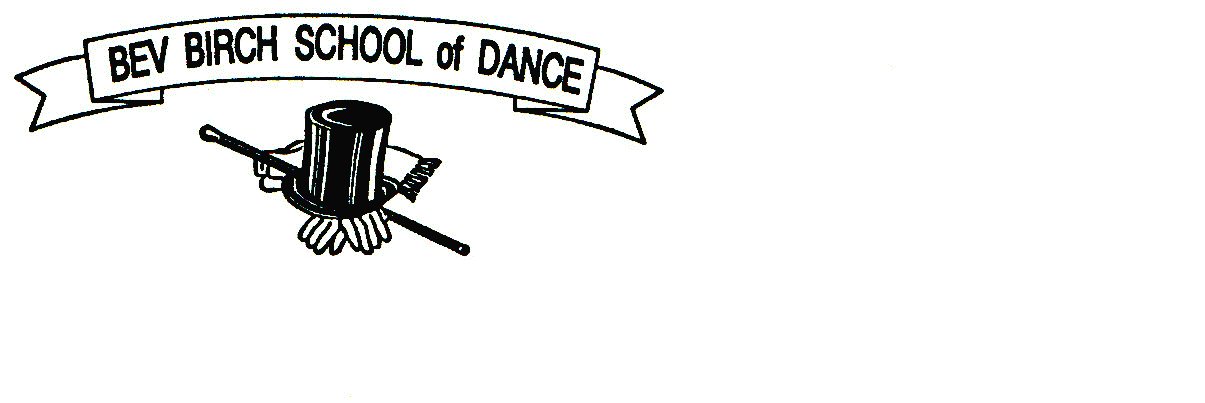 BEV BIRCH SCHOOL of DANCE